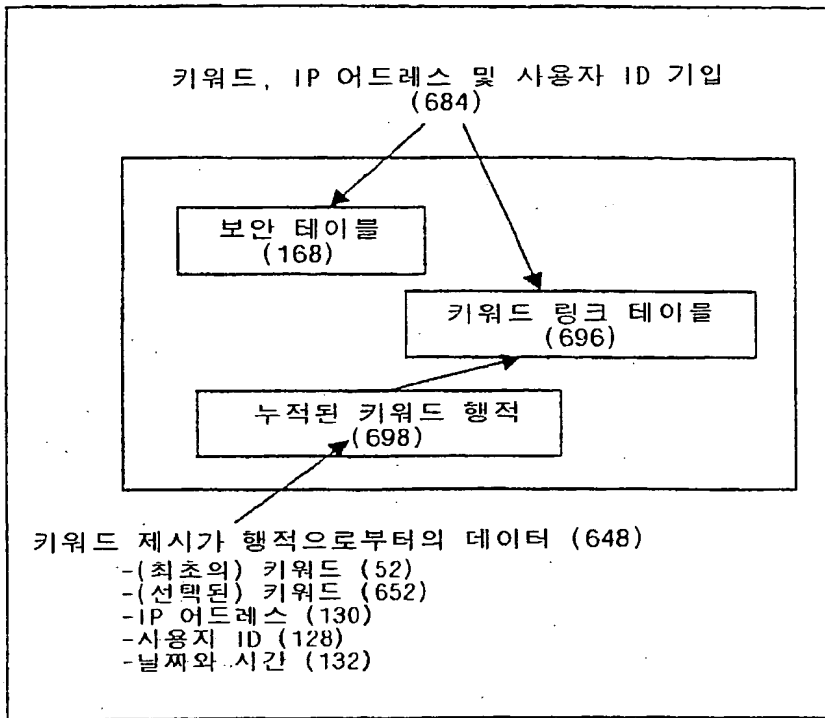 키워드, IP 어드레스 및 사용자 ID 기입
(684)
보안 테이블
(168)
키워드 링크 테이블
(696)
누적된 키워드 행적
(698)
키워드 제시가 행적으로부터의 데이터 (648)
-(최초의) 키워드 (52)
-(선택된) 키워드 (652)
-IP 어드레스 (130)
-사용자 ID (128)
-날짜와 시간 (132)